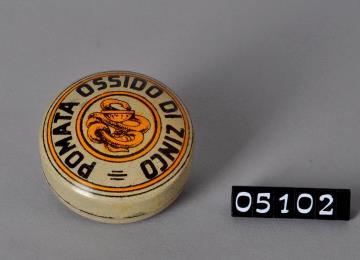 POMATA OSSIDO DI ZINCO =
05102